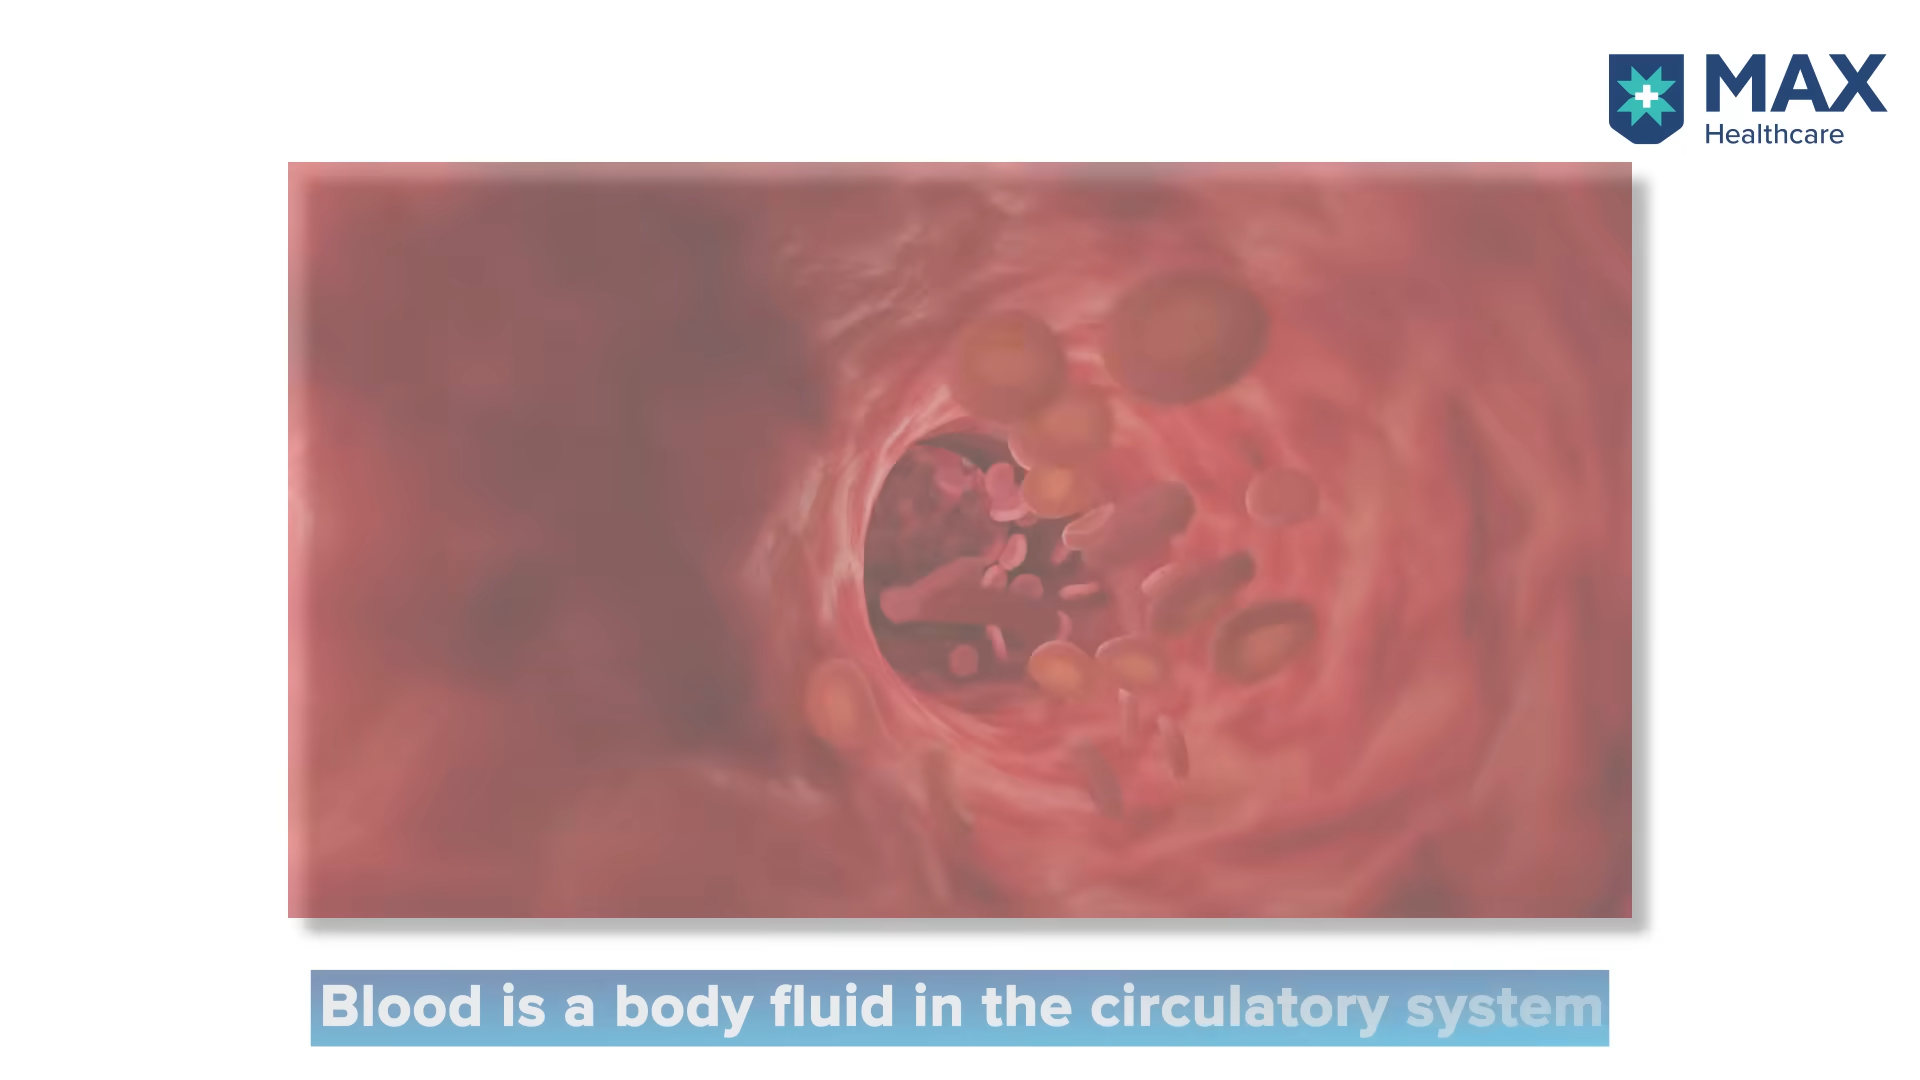 MAX
Healthcare
Blood is a body fluid in the circulatory system